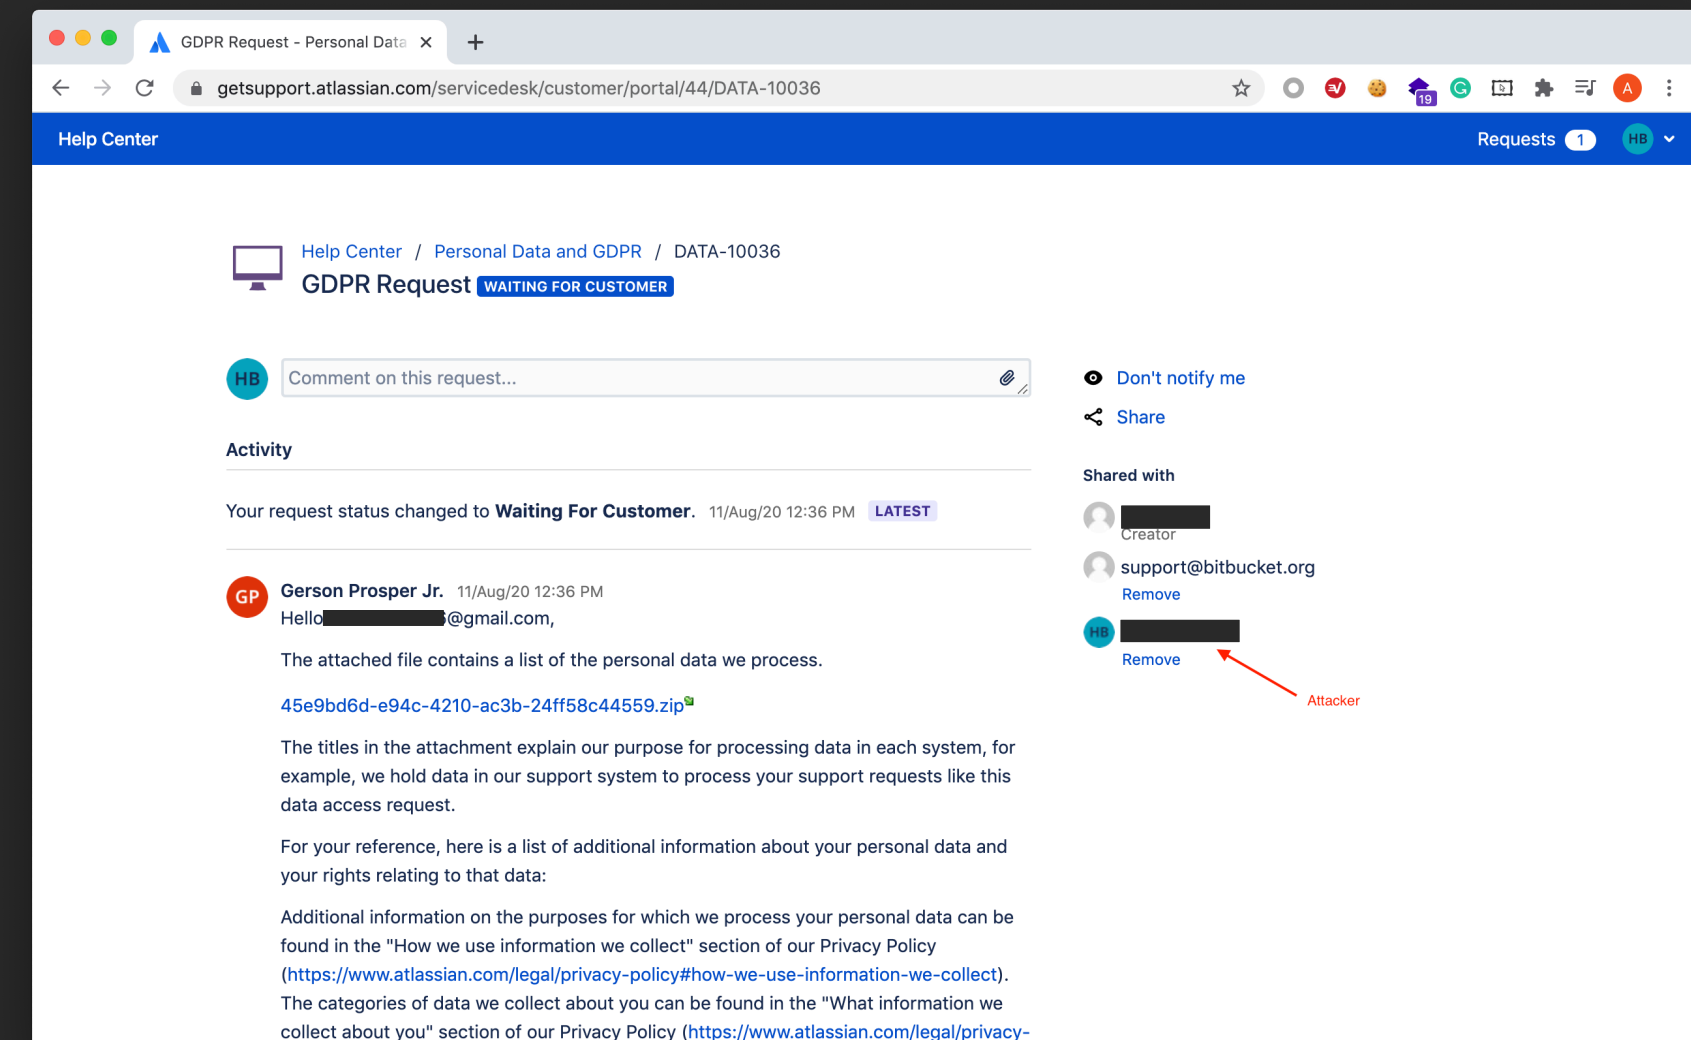 GDPR Request - Personal Data
getsupport.atlassian.com/servicedesk/customer/portal/44/DATA-10036
19
A
Help Center
Requests 1
HB
Help Center / Personal Data and GDPR / DATA-10036
GDPR Request WAITING FOR CUSTOMER
HB
Comment on this request...
Activity
Your request status changed to Waiting For Customer. 11/Aug/20 12:36 PM LATEST
GP
Gerson Prosper Jr. 11/Aug/20 12:36 PM
Hello @gmail.com,
The attached file contains a list of the personal data we process.
45e9bd6d-e94c-4210-ac3b-24ff58c44559.zip
The titles in the attachment explain our purpose for processing data in each system, for
example, we hold data in our support system to process your support requests like this
data access request.
For your reference, here is a list of additional information about your personal data and
your rights relating to that data:
Additional information on the purposes for which we process your personal data can be
found in the "How we use information we collect" section of our Privacy Policy
(https://www.atlassian.com/legal/privacy-policy#how-we-use-information-we-collect).
The categories of data we collect about you can be found in the "What information we
collect about you" section of our Privacy Policy (https://www.atlassian.com/legal/privacy-
Don't notify me
Share
Shared with
Creator
support@bitbucket.org
Remove
HB
Remove
Attacker